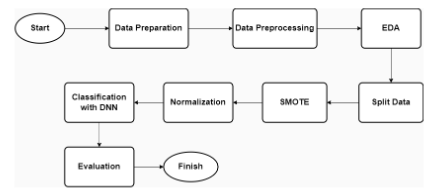 Start
Data Preparation
Data Preprocessing
EDA
Split Data
SMOTE
Normalization
Classification
with DNN
Evaluation
Finish